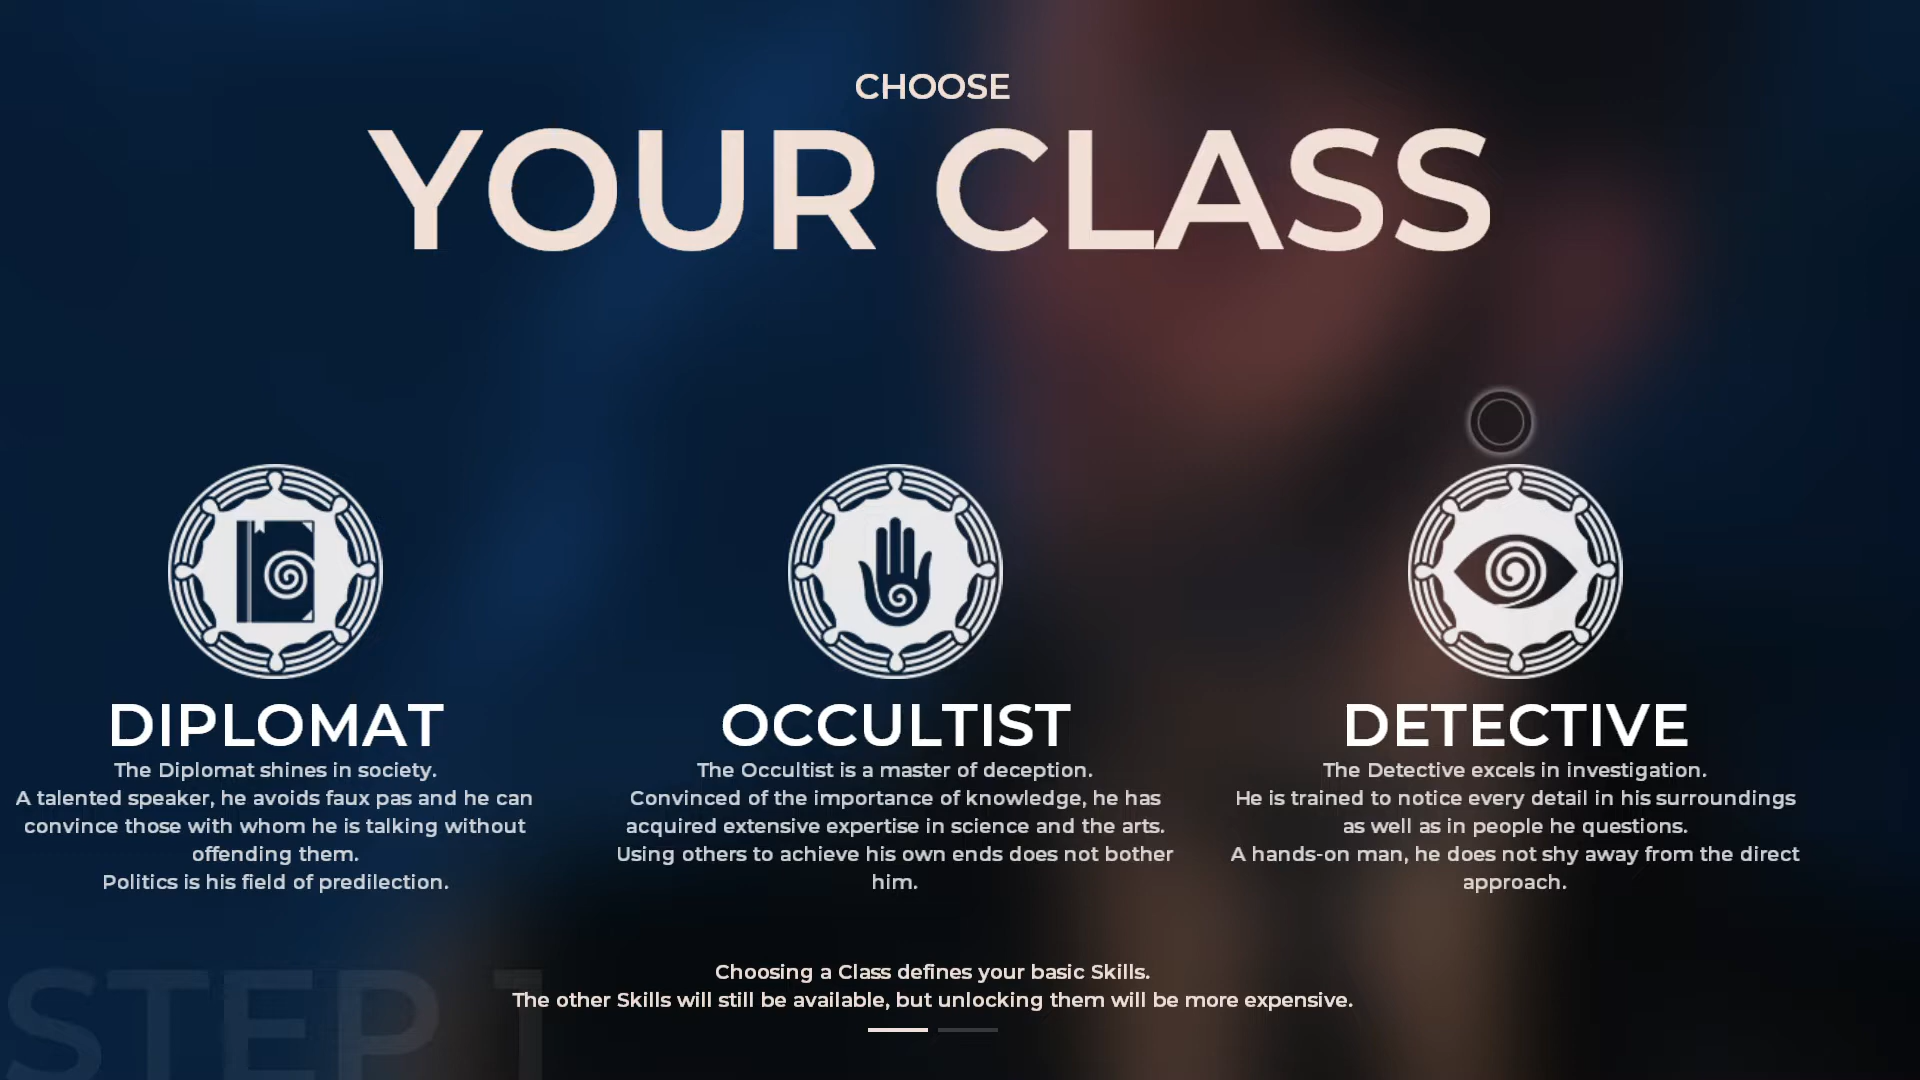 CHOOSE
YOUR CLASS
DIPLOMAT
The Diplomat shines in society.
A talented speaker, he avoids faux pas and he can
convince those with whom he is talking without
offending them.
Politics is his field of predilection.
OCCULTIST
The Occultist is a master of deception.
Convinced of the importance of knowledge, he has
acquired extensive expertise in science and the arts.
Using others to achieve his own ends does not bother
him.
DETECTIVE
The Detective excels in investigation.
He is trained to notice every detail in his surroundings
as well as in people he questions.
A hands-on man, he does not shy away from the direct
approach.
Choosing a Class defines your basic Skills.
The other Skills will still be available, but unlocking them will be more expensive.
STEP 1